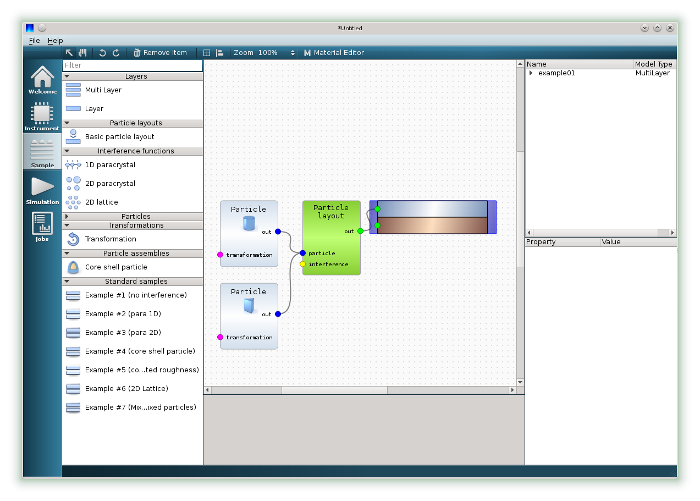 *Untitled
File Help
Remove item Zoom 100% M Material Editor
Welcome
Instrument
Sample
Simulation
Jobs
Filter
Layers
Multi Layer
Layer
Particle layouts
Basic particle layout
Interference functions
1D paracrystal
2D paracrystal
2D lattice
Particles
Transformations
Transformation
Particle assemblies
Core shell particle
Standard samples
Example #1 (no interference)
Example #2 (para 1D)
Example #3 (para 2D)
Example #4 (core shell particle)
Example #5 (co...ted roughness)
Example #6 (2D Lattice)
Example #7 (Mix...ixed particles)
Particle
out
transformation
Particle
out
transformation
Particle
layout
out
particle
interference
Name Model Type
example01 MultiLayer
Property Value